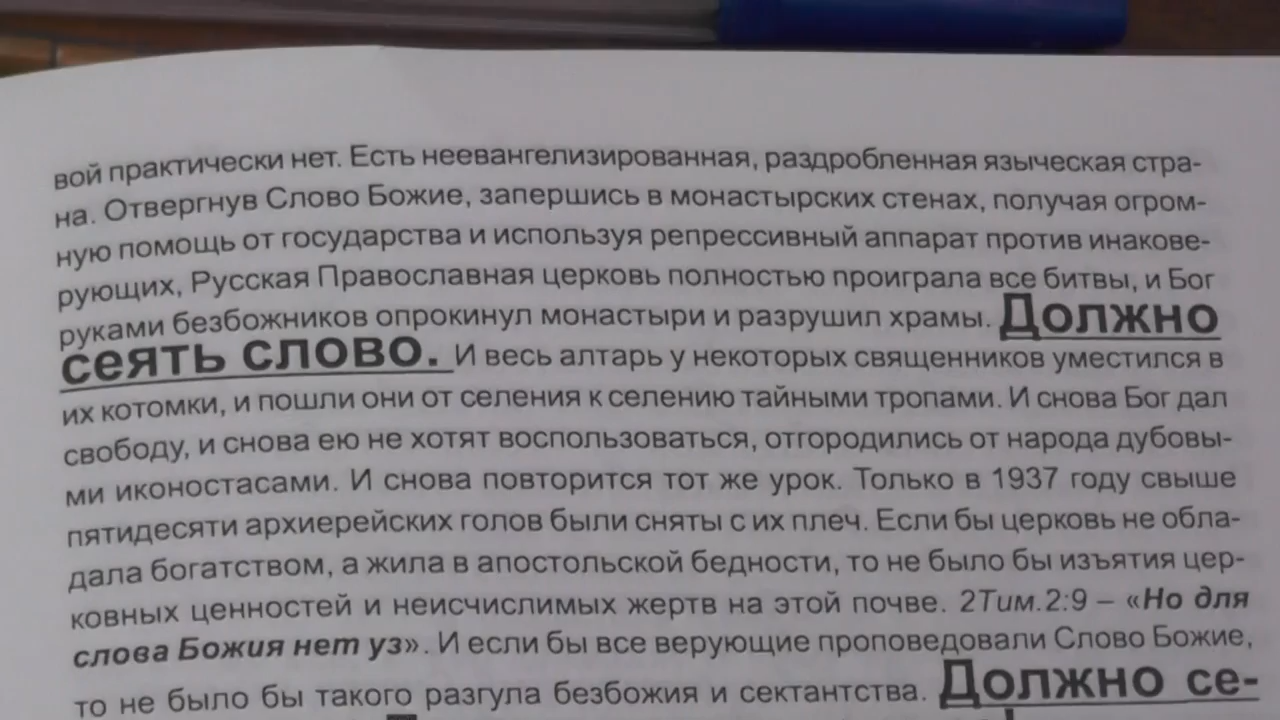 вой практически нет. Есть неевангелизированная, раздробленная языческая стра-
на. Отвергнув Слово Божие, запершись в монастырских стенах, получая огром-
ную помощь от государства и используя репрессивный аппарат против инакове-
рующих, Русская Православная церковь полностью проиграла все битвы, и Бог
руками безбожников опрокинул монастыри и разрушил храмы. Должно
сеять слово. И весь алтарь у некоторых священников уместился в
их котомки, и пошли они от селения к селению тайными тропами. И снова Бог дал
свободу, и снова ею не хотят воспользоваться, отгородились от народа дубовы-
ми иконостасами. И снова повторится тот же урок. Только в 1937 году свыше
пятидесяти архиерейских голов были сняты с их плеч. Если бы церковь не обла-
дала богатством, а жила в апостольской бедности, то не было бы изъятия цер-
ковных ценностей и неисчислимых жертв на этой почве. 2Тим.2:9 – «Но для
слова Божия нет уз». И если бы все верующие проповедовали Слово Божие,
то не было бы такого разгула безбожия и сектантства. Должно се-